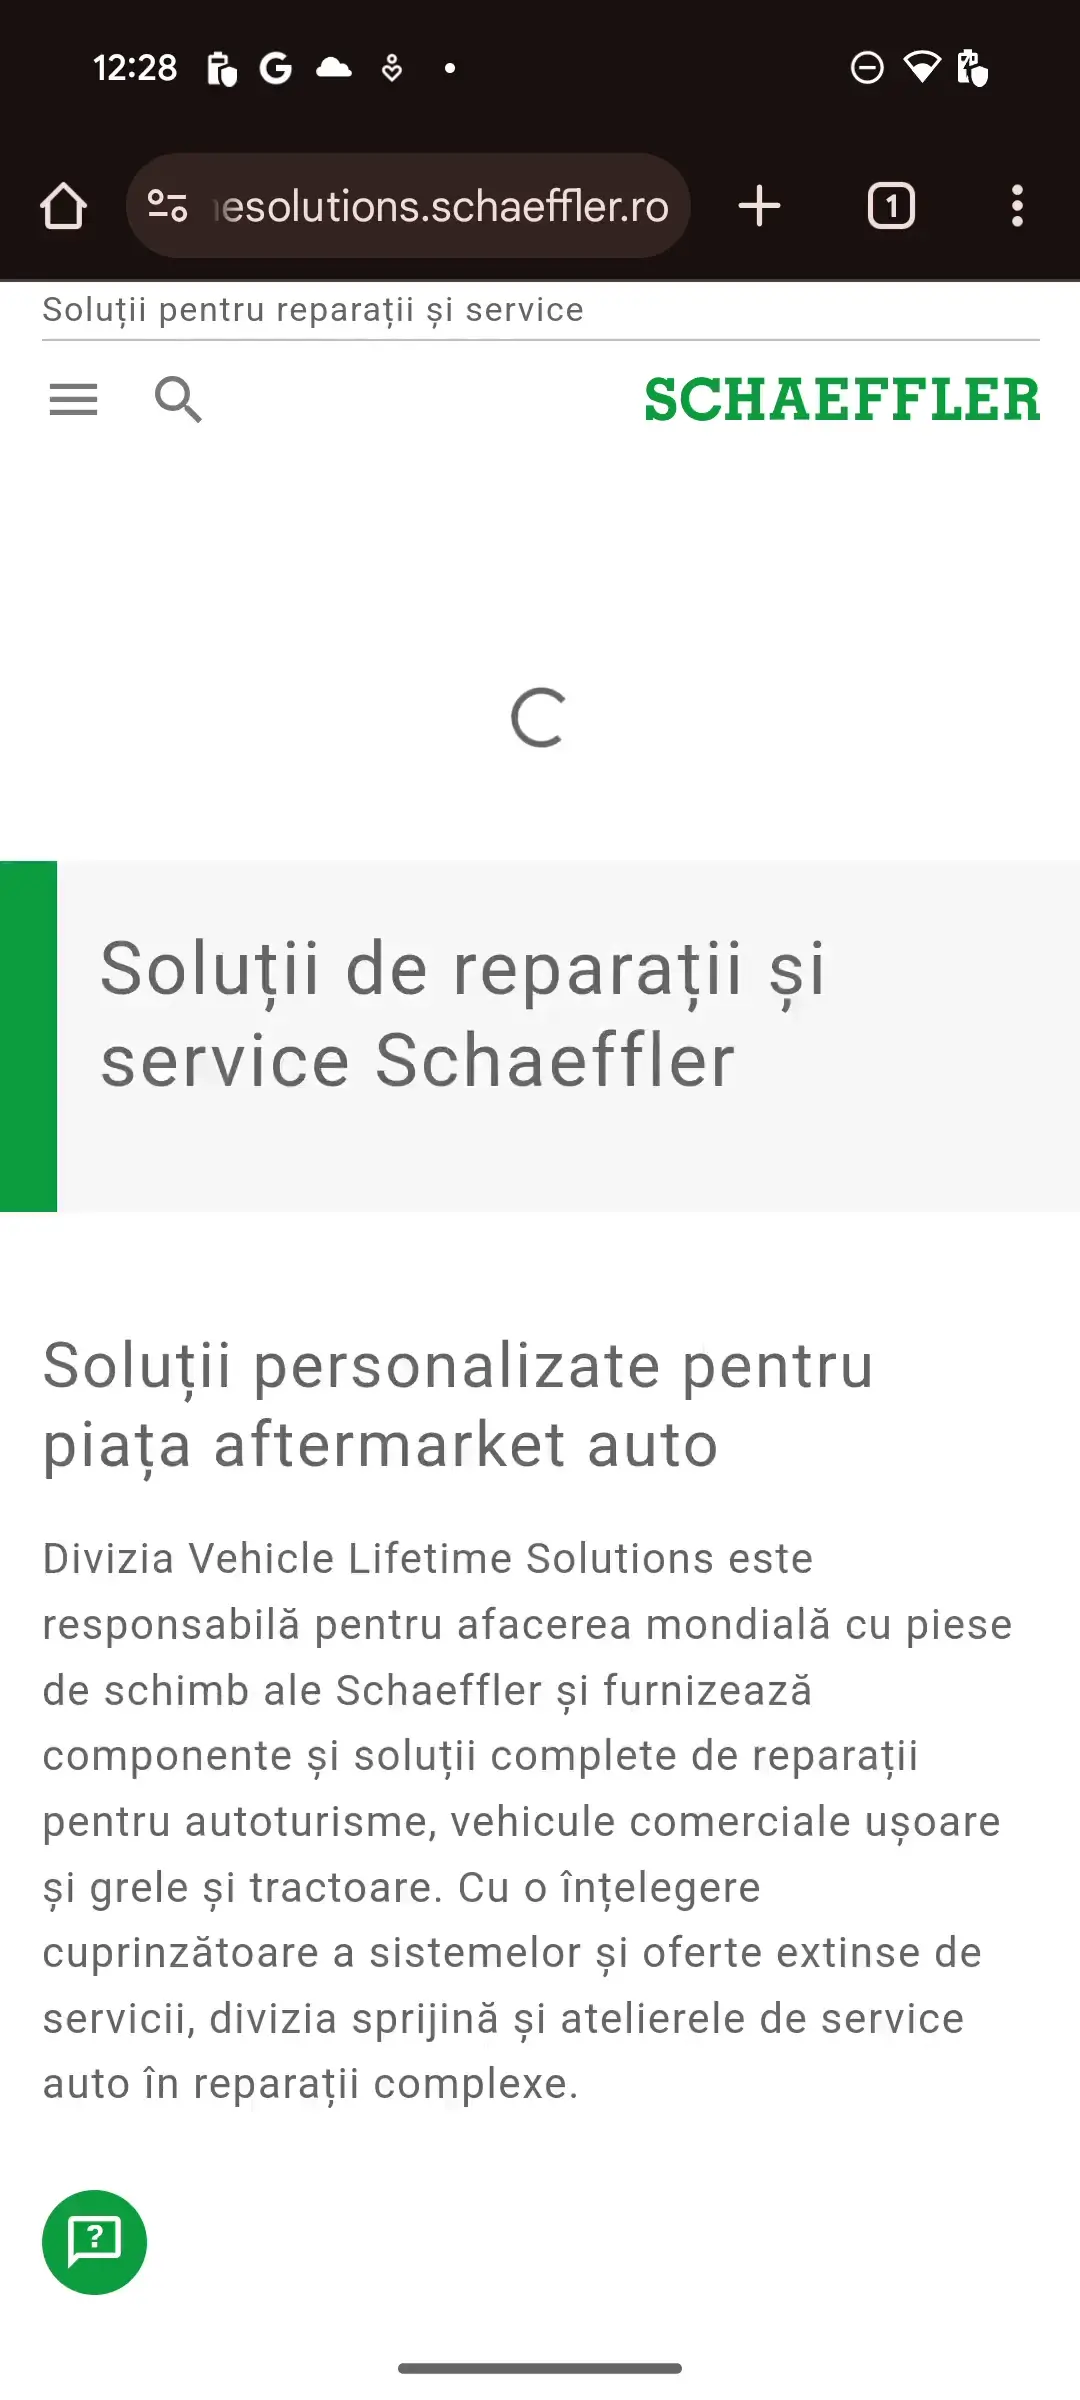 12:28
esolutions.schaeffler.ro
1
Soluții pentru reparații și service
SCHAEFFLER
Soluții de reparații și
service Schaeffler
Soluții personalizate pentru
piața aftermarket auto
Divizia Vehicle Lifetime Solutions este
responsabilă pentru afacerea mondială cu piese
de schimb ale Schaeffler și furnizează
componente și soluții complete de reparații
pentru autoturisme, vehicule comerciale ușoare
și grele și tractoare. Cu o înțelegere
cuprinzătoare a sistemelor și oferte extinse de
servicii, divizia sprijină și atelierele de service
auto în reparații complexe.
?